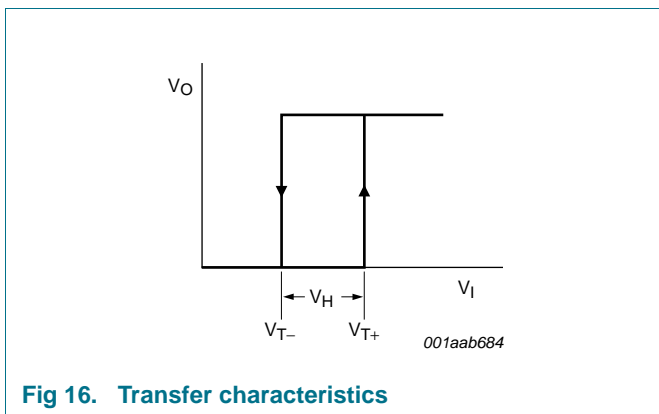 VO
VH
VI
VT−
VT+
001aab684
Fig 16. Transfer characteristics